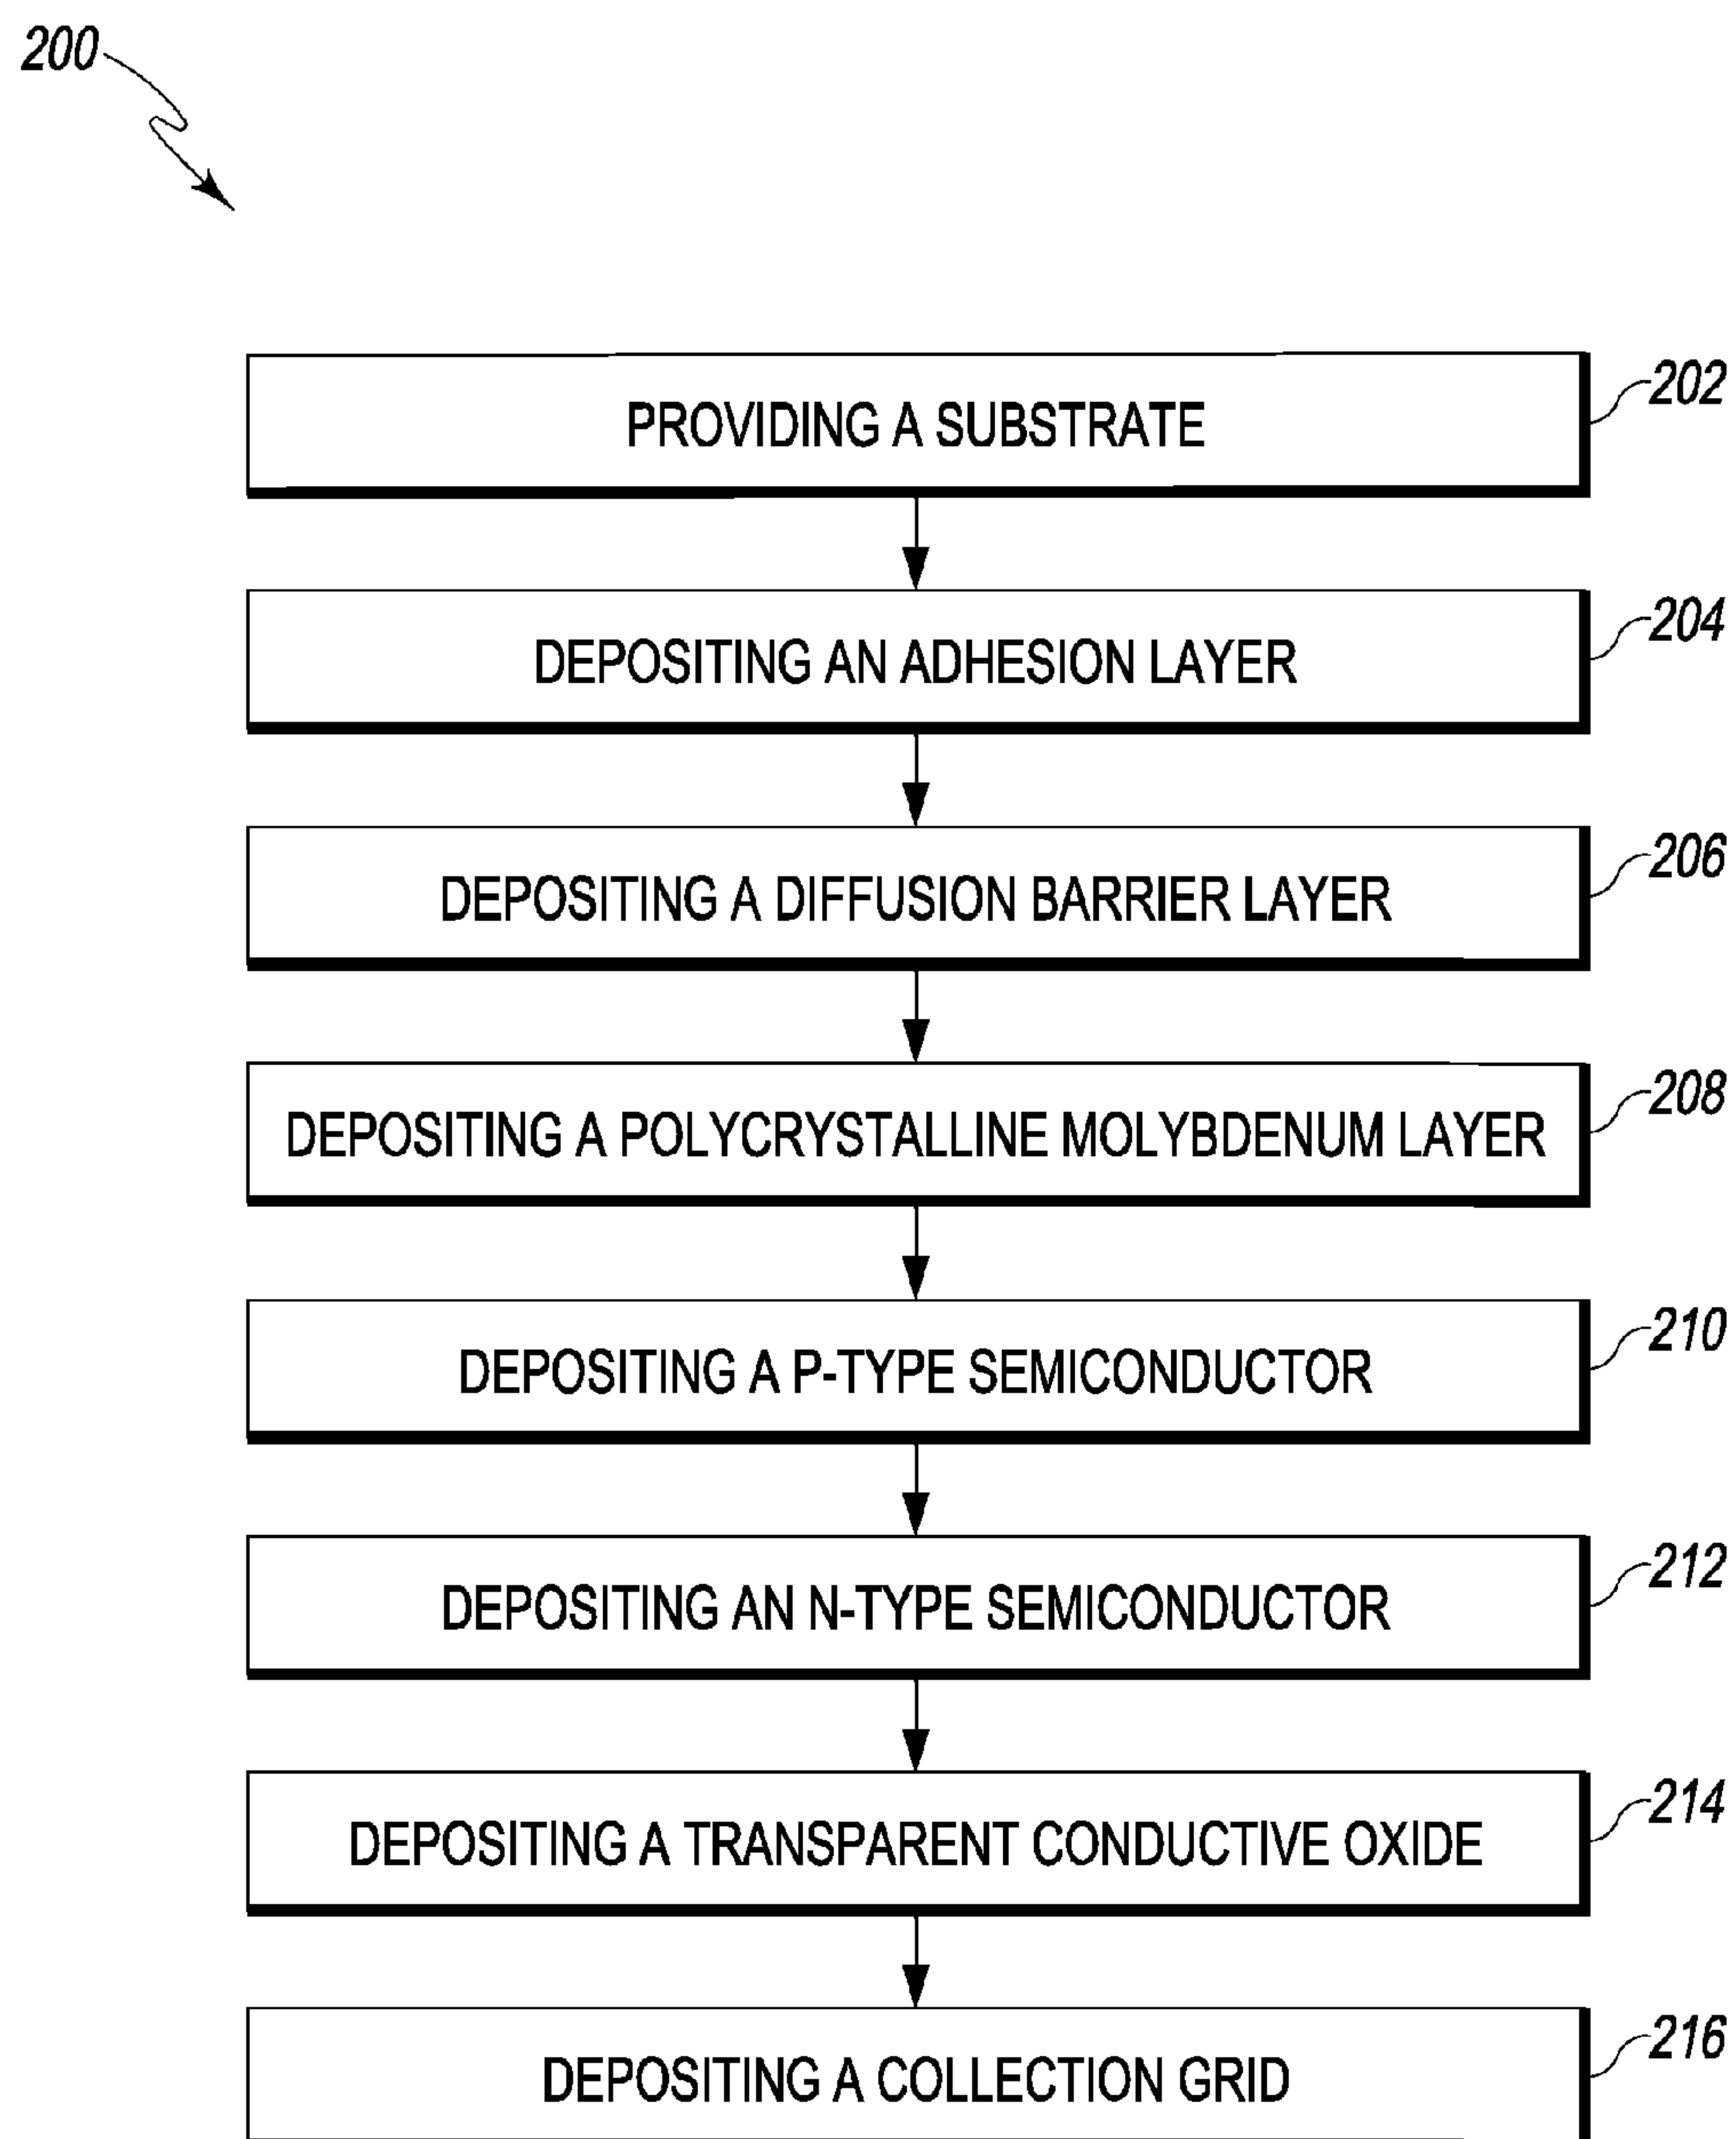 200
PROVIDING A SUBSTRATE 202
DEPOSITING AN ADHESION LAYER 204
DEPOSITING A DIFFUSION BARRIER LAYER 206
DEPOSITING A POLYCRYSTALLINE MOLYBDENUM LAYER 208
DEPOSITING A P-TYPE SEMICONDUCTOR 210
DEPOSITING AN N-TYPE SEMICONDUCTOR 212
DEPOSITING A TRANSPARENT CONDUCTIVE OXIDE 214
DEPOSITING A COLLECTION GRID 216